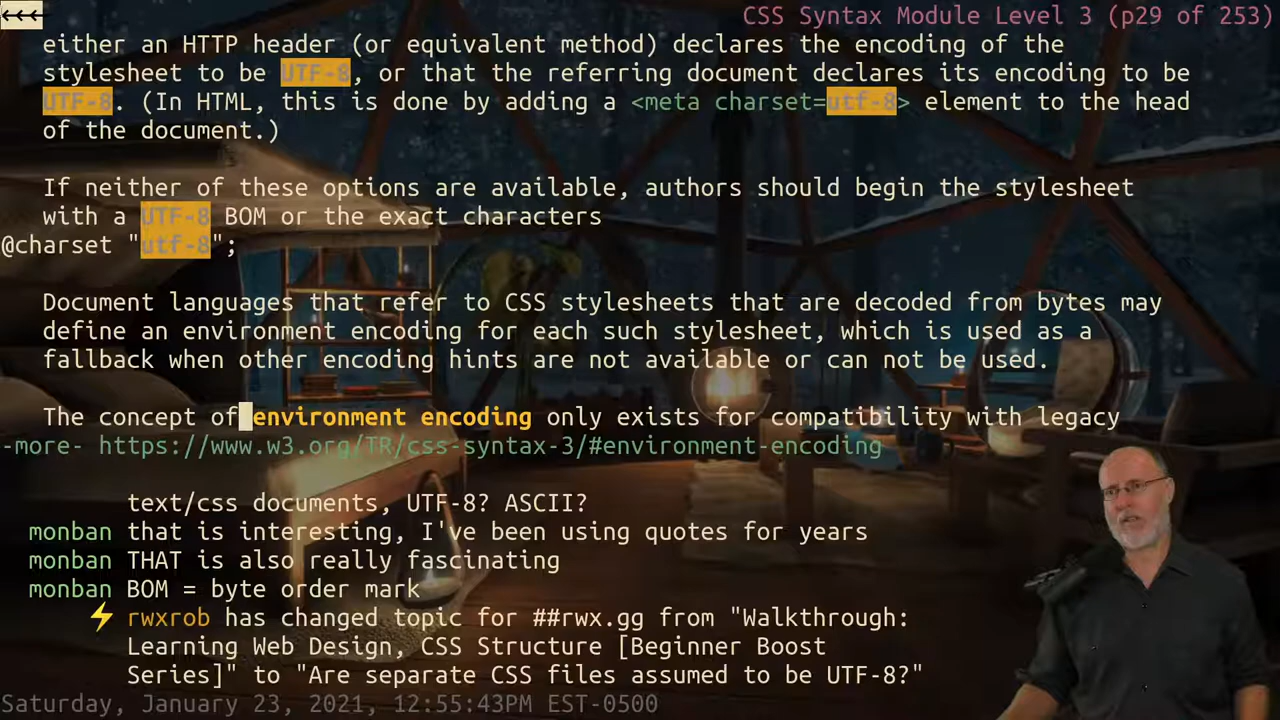 ←←←
CSS Syntax Module Level 3 (p29 of 253)
either an HTTP header (or equivalent method) declares the encoding of the
stylesheet to be UTF-8, or that the referring document declares its encoding to be
UTF-8. (In HTML, this is done by adding a <meta charset=utf-8> element to the head
of the document.)
If neither of these options are available, authors should begin the stylesheet
with a UTF-8 BOM or the exact characters
@charset "utf-8";
Document languages that refer to CSS stylesheets that are decoded from bytes may
define an environment encoding for each such stylesheet, which is used as a
fallback when other encoding hints are not available or can not be used.
The concept of environment encoding only exists for compatibility with legacy
-more- https://www.w3.org/TR/css-syntax-3/#environment-encoding
text/css documents, UTF-8? ASCII?
monban that is interesting, I've been using quotes for years
monban THAT is also really fascinating
monban BOM = byte order mark
⚡ rwxrob has changed topic for ##rwx.gg from "Walkthrough:
Learning Web Design, CSS Structure [Beginner Boost
Series]" to "Are separate CSS files assumed to be UTF-8?"
Saturday, January 23, 2021, 12:55:43PM EST-0500